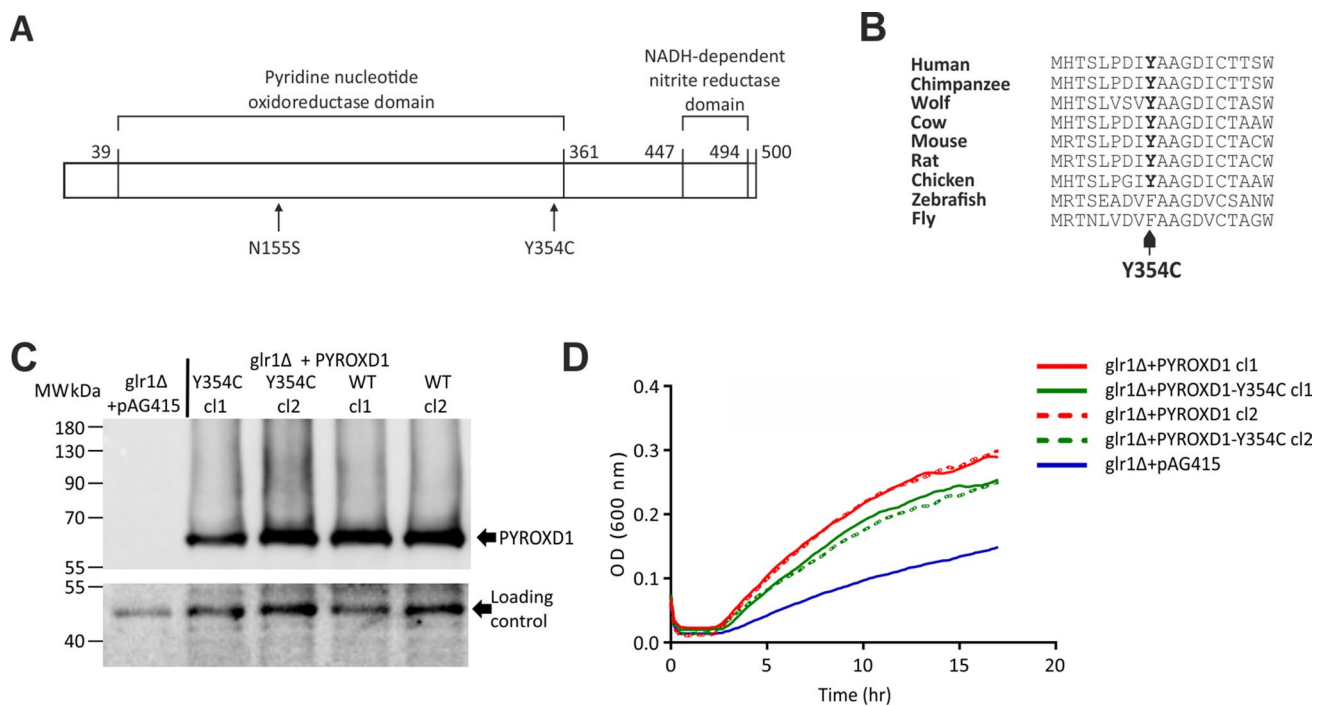 A
Pyridine nucleotide
oxidoreductase domain
NADH-dependent
nitrite reductase
domain
39
361
447
494
500
N155S
Y354C
B
Human MHTSLPDIYAAGDICTTSW
Chimpanzee MHTSLPDIYAAGDICTTSW
Wolf MHTSLVSVYAAGDICTASW
Cow MHTSLPDIYAAGDICTAAW
Mouse MRTSLPDIYAAGDICTACW
Rat MRTSLPDIYAAGDICTACW
Chicken MHTSLPGIYAAGDICTAAW
Zebrafish MRTSEADVFAAGDVCSANW
Fly MRTNLVDVFAAGDVCTAGW
Y354C
C
MW kDa
glr1Δ
+pAG415
glr1Δ + PYROXD1
Y354C Y354C WT WT
cl1 cl2 cl1 cl2
180
130
90
70
55
PYROXD1
55
40
Loading
control
D
glr1Δ+PYROXD1 cl1
glr1Δ+PYROXD1-Y354C cl1
glr1Δ+PYROXD1 cl2
glr1Δ+PYROXD1-Y354C cl2
glr1Δ+pAG415
OD (600 nm)
0.4
0.3
0.2
0.1
0.0
0 5 10 15 20
Time (hr)